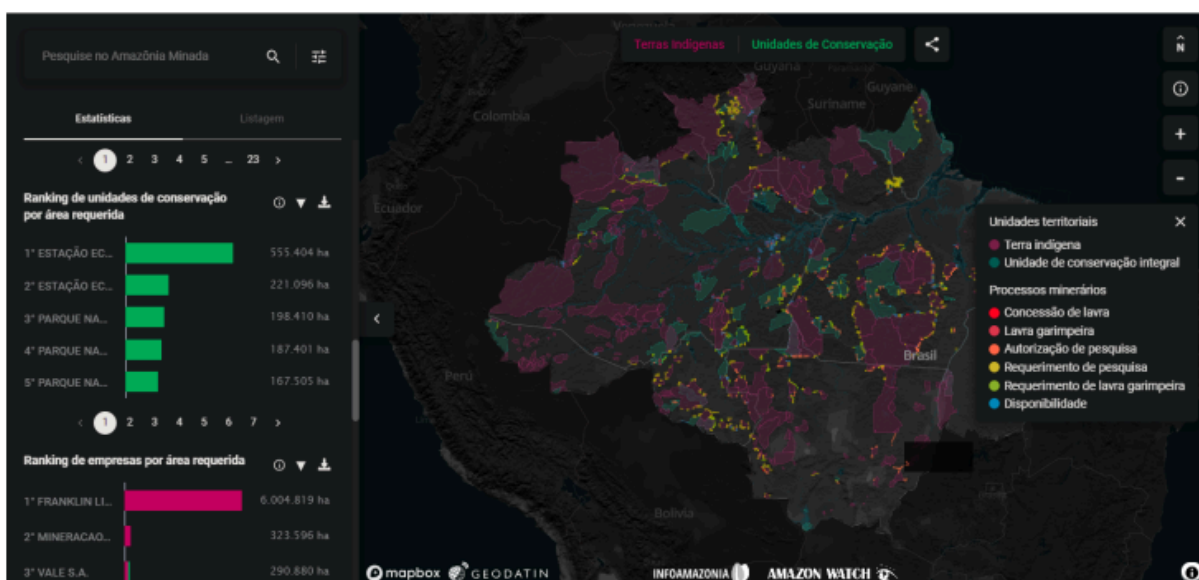 Pesquise no Amazônia Minada
Estatísticas
Listagem
‹ 1 2 3 4 5 ... 23 ›
Ranking de unidades de conservação
por área requerida
1° ESTAÇÃO EC... 555.404 ha
2° ESTAÇÃO EC... 221.096 ha
3° PARQUE NA... 198.410 ha
4° PARQUE NA... 187.401 ha
5° PARQUE NA... 167.505 ha
‹ 1 2 3 4 5 6 7 ›
Ranking de empresas por área requerida
1° FRANKLIN LI... 6.004.819 ha
2° MINERACAO... 323.596 ha
3° VALE S.A. 290.880 ha
Terras Indígenas | Unidades de Conservação
N
Venezuela
Guyana
Colombia
Suriname
Guyane
Ecuador
Perú
Brasil
Bolivia
Unidades territoriais
Terra indígena
Unidade de conservação integral
Processos minerários
Concessão de lavra
Lavra garimpeira
Autorização de pesquisa
Requerimento de pesquisa
Requerimento de lavra garimpeira
Disponibilidade
mapbox GEODATIN INFOAMAZONIA AMAZON WATCH